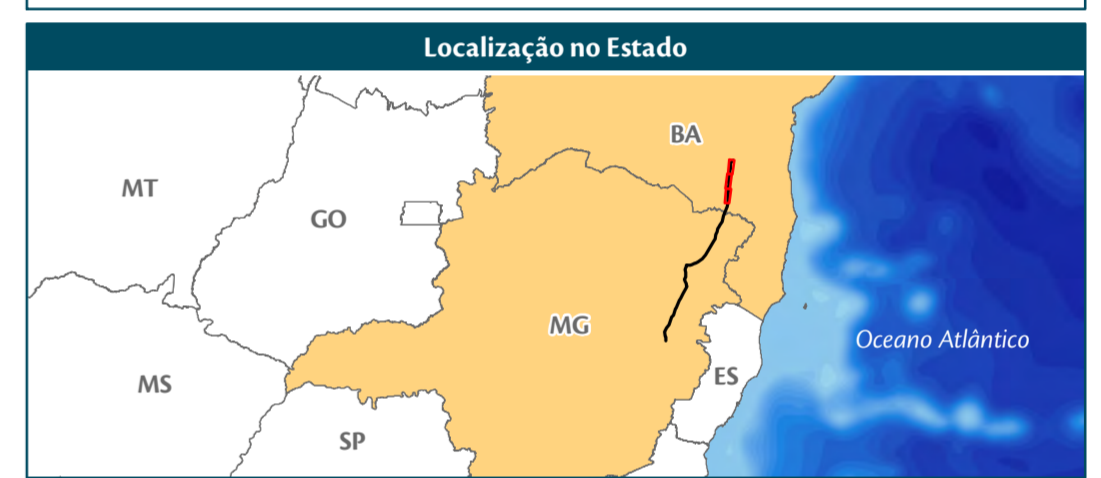 Localização no Estado
BA
MT
GO
MG
Oceano Atlântico
ES
MS
SP